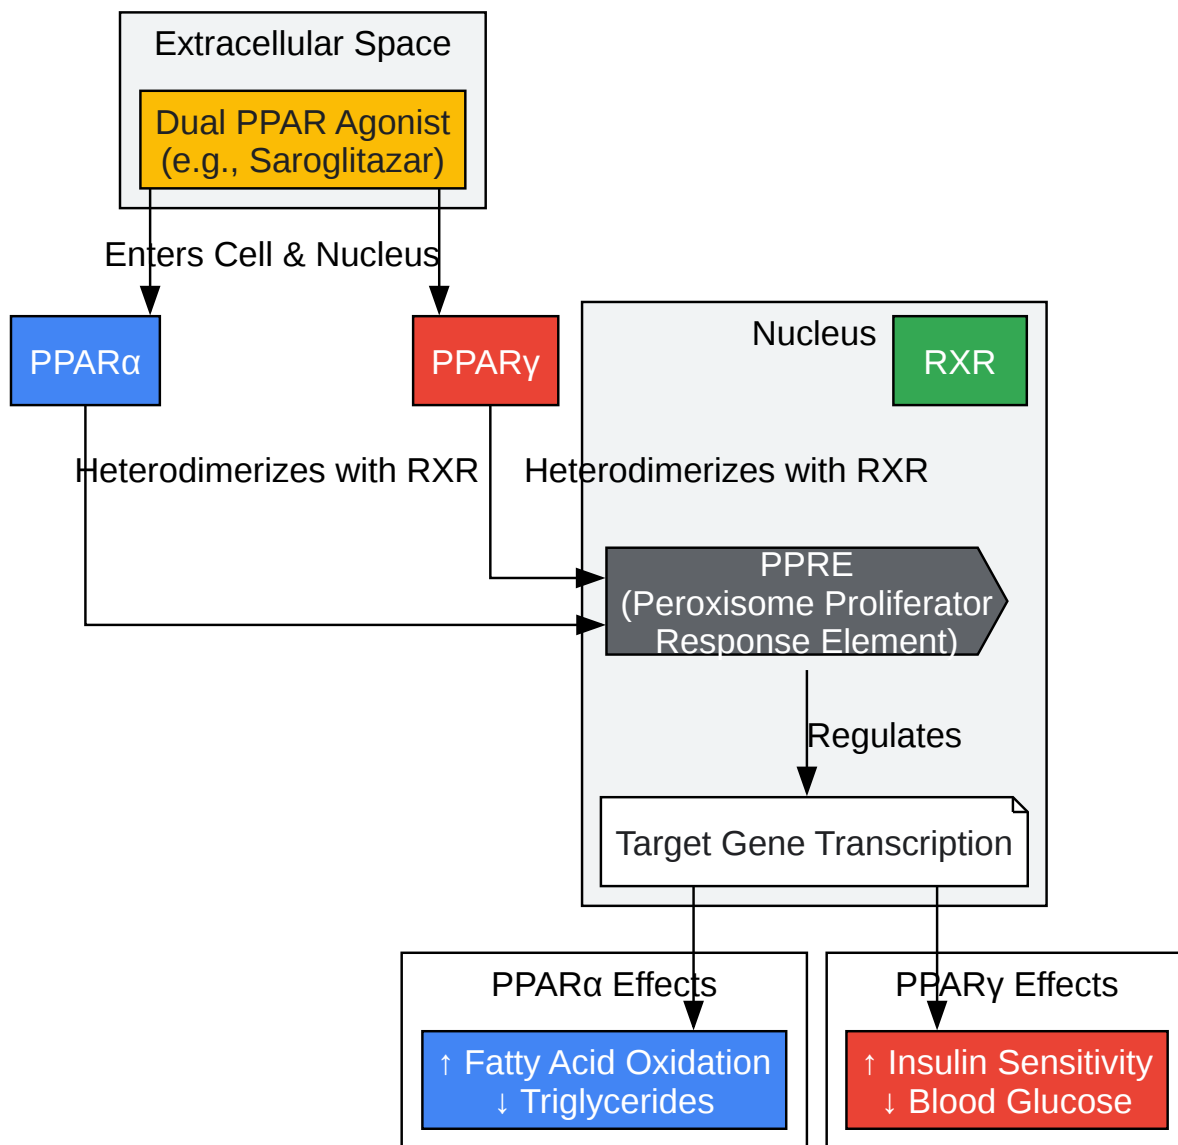 Extracellular Space
Dual PPAR Agonist
(e.g., Saroglitazar)
Enters Cell & Nucleus
PPARα
PPARγ
Nucleus
RXR
Heterodimerizes with RXR
Heterodimerizes with RXR
PPRE
(Peroxisome Proliferator
Response Element)
Regulates
Target Gene Transcription
PPARα Effects
↑ Fatty Acid Oxidation
↓ Triglycerides
PPARγ Effects
↑ Insulin Sensitivity
↓ Blood Glucose